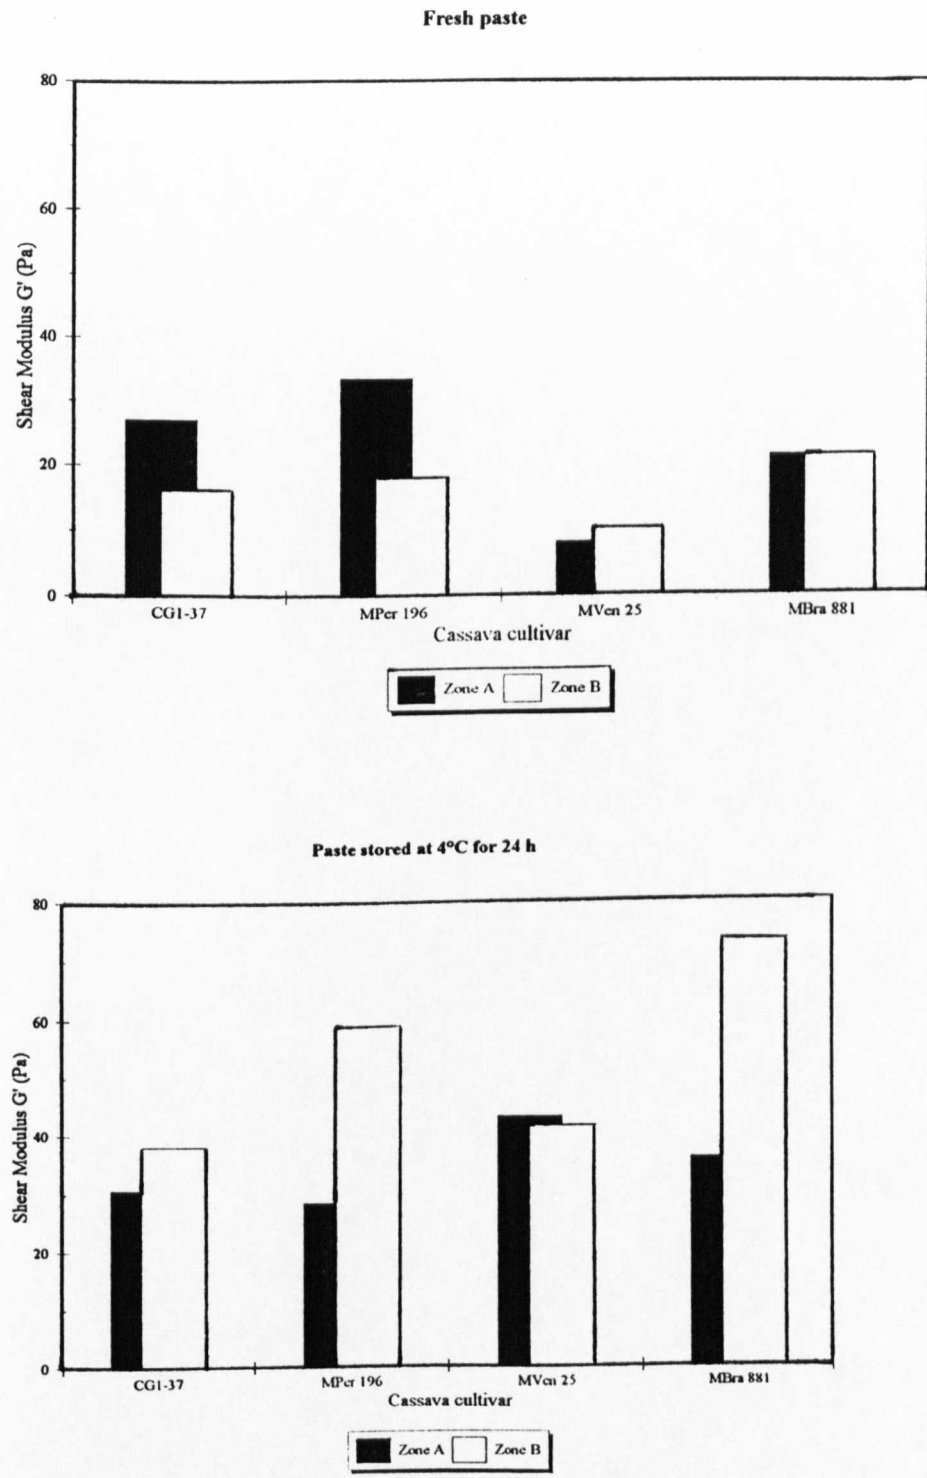 Fresh paste
80
60
40
20
0
Shear Modulus G' (Pa)
CG1-37 MPer 196 MVen 25 MBra 881
Cassava cultivar
Zone A Zone B
Paste stored at 4°C for 24 h
80
60
40
20
0
Shear Modulus G' (Pa)
CG1-37 MPer 196 MVen 25 MBra 881
Cassava cultivar
Zone A Zone B